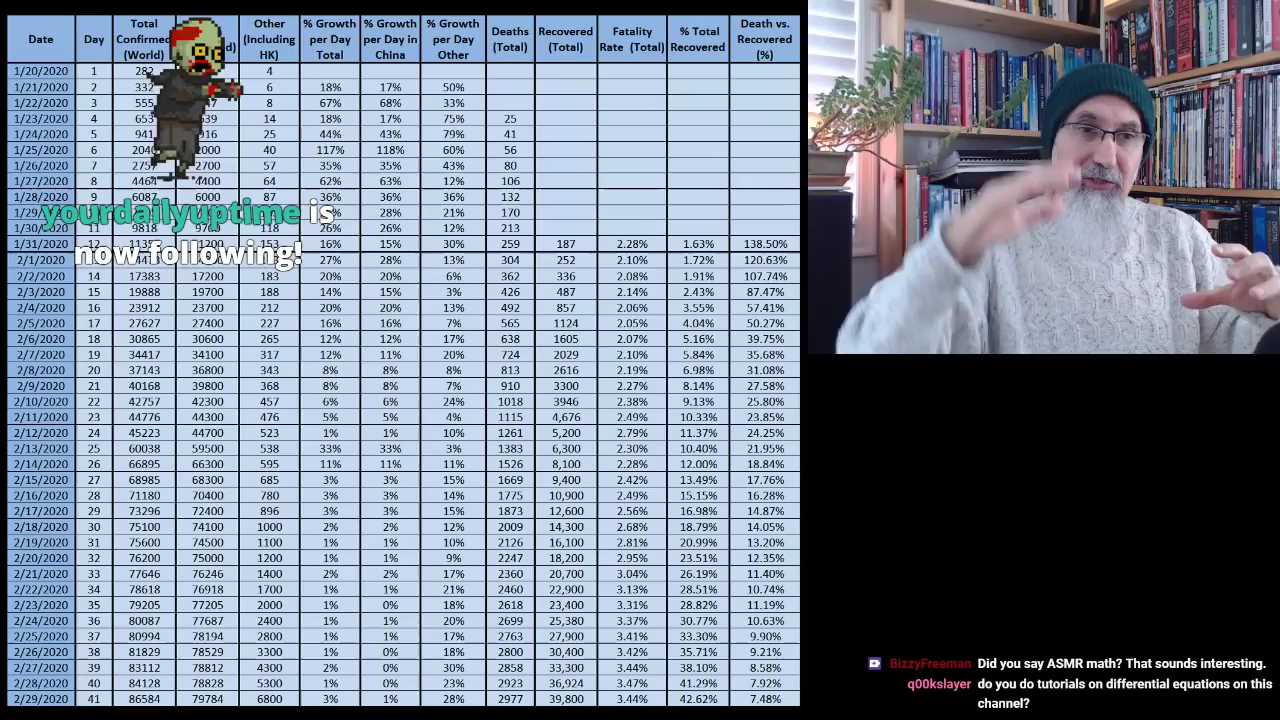 Date Day Total Confirmed (World) Other (Including HK) % Growth per Day Total % Growth per Day in China % Growth per Day Other Deaths (Total) Recovered (Total) Fatality Rate (Total) % Total Recovered Death vs. Recovered (%)
1/20/2020 1 282 4
1/21/2020 2 332 6 18% 17% 50%
1/22/2020 3 555 8 67% 68% 33%
1/23/2020 4 653 14 18% 17% 75% 25
1/24/2020 5 941 916 25 44% 43% 79% 41
1/25/2020 6 2040 2000 40 117% 118% 60% 56
1/26/2020 7 2757 2700 57 35% 35% 43% 80
1/27/2020 8 4464 4400 64 62% 63% 12% 106
1/28/2020 9 6087 6000 87 36% 36% 36% 132
28% 21% 170
1/30/2020 11 9818 9700 118 26% 26% 12% 213
1/31/2020 12 11200 153 16% 15% 30% 259 187 2.28% 1.63% 138.50%
2/1/2020 27% 28% 13% 304 252 2.10% 1.72% 120.63%
2/2/2020 14 17383 17200 183 20% 20% 6% 362 336 2.08% 1.91% 107.74%
2/3/2020 15 19888 19700 188 14% 15% 3% 426 487 2.14% 2.43% 87.47%
2/4/2020 16 23912 23700 212 20% 20% 13% 492 857 2.06% 3.55% 57.41%
2/5/2020 17 27627 27400 227 16% 16% 7% 565 1124 2.05% 4.04% 50.27%
2/6/2020 18 30865 30600 265 12% 12% 17% 638 1605 2.07% 5.16% 39.75%
2/7/2020 19 34417 34100 317 12% 11% 20% 724 2029 2.10% 5.84% 35.68%
2/8/2020 20 37143 36800 343 8% 8% 8% 813 2616 2.19% 6.98% 31.08%
2/9/2020 21 40168 39800 368 8% 8% 7% 910 3300 2.27% 8.14% 27.58%
2/10/2020 22 42757 42300 457 6% 6% 24% 1018 3946 2.38% 9.13% 25.80%
2/11/2020 23 44776 44300 476 5% 5% 4% 1115 4,676 2.49% 10.33% 23.85%
2/12/2020 24 45223 44700 523 1% 1% 10% 1261 5,200 2.79% 11.37% 24.25%
2/13/2020 25 60038 59500 538 33% 33% 3% 1383 6,300 2.30% 10.40% 21.95%
2/14/2020 26 66895 66300 595 11% 11% 11% 1526 8,100 2.28% 12.00% 18.84%
2/15/2020 27 68985 68300 685 3% 3% 15% 1669 9,400 2.42% 13.49% 17.76%
2/16/2020 28 71180 70400 780 3% 3% 14% 1775 10,900 2.49% 15.15% 16.28%
2/17/2020 29 73296 72400 896 3% 3% 15% 1873 12,600 2.56% 16.98% 14.87%
2/18/2020 30 75100 74100 1000 2% 2% 12% 2009 14,300 2.68% 18.79% 14.05%
2/19/2020 31 75600 74500 1100 1% 1% 10% 2126 16,100 2.81% 20.99% 13.20%
2/20/2020 32 76200 75000 1200 1% 1% 9% 2247 18,200 2.95% 23.51% 12.35%
2/21/2020 33 77646 76246 1400 2% 2% 17% 2360 20,700 3.04% 26.19% 11.40%
2/22/2020 34 78618 76918 1700 1% 1% 21% 2460 22,900 3.13% 28.51% 10.74%
2/23/2020 35 79205 77205 2000 1% 0% 18% 2618 23,400 3.31% 28.82% 11.19%
2/24/2020 36 80087 77687 2400 1% 1% 20% 2699 25,380 3.37% 30.77% 10.63%
2/25/2020 37 80994 78194 2800 1% 1% 17% 2763 27,900 3.41% 33.30% 9.90%
2/26/2020 38 81829 78529 3300 1% 0% 18% 2800 30,400 3.42% 35.71% 9.21%
2/27/2020 39 83112 78812 4300 2% 0% 30% 2858 33,300 3.44% 38.10% 8.58%
2/28/2020 40 84128 78828 5300 1% 0% 23% 2923 36,924 3.47% 41.29% 7.92%
2/29/2020 41 86584 79784 6800 3% 1% 28% 2977 39,800 3.44% 42.62% 7.48%
yourdailyuptime is
now following!
BizzyFreeman Did you say ASMR math? That sounds interesting.
q00kslayer do you do tutorials on differential equations on this
channel?